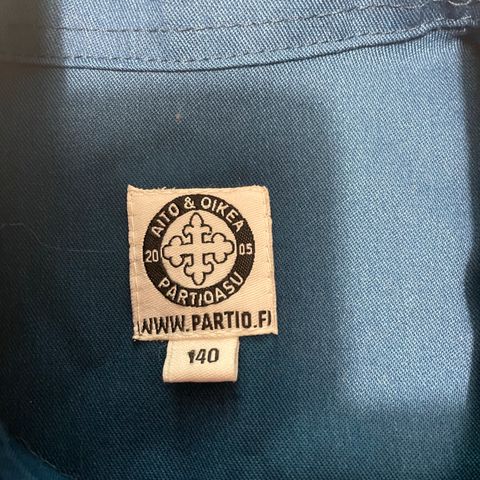 AITO & OIKEA
20 05
PARTIOASU
WWW.PARTIO.FI
140